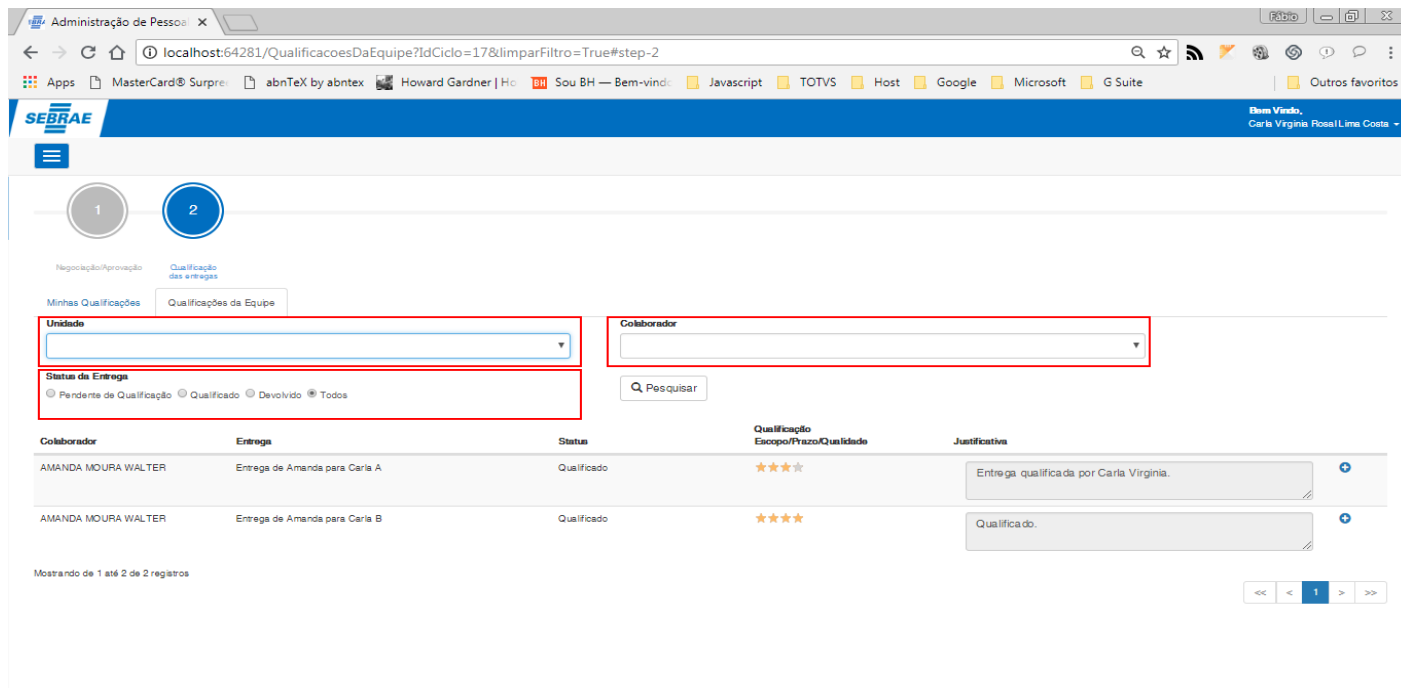 Administração de Pessoal
Fábio
localhost:64281/QualificacoesDaEquipe?IdCiclo=17&limparFiltro=True#step-2
Apps MasterCard® Surpre abnTeX by abntex Howard Gardner | Ho Sou BH — Bem-vindo Javascript TOTVS Host Google Microsoft G Suite Outros favoritos
SEBRAE
Bem Vindo,
Carla Virginia Rosal Lima Costa
1 2
Negociação/Aprovação Qualificação
das entregas
Minhas Qualificações Qualificações da Equipe
Unidade Colaborador
Status da Entrega
Pendente de Qualificação Qualificado Devolvido Todos
Pesquisar
Colaborador Entrega Status Qualificação
Escopo/Prazo/Qualidade Justificativa
AMANDA MOURA WALTER Entrega de Amanda para Carla A Qualificado Entrega qualificada por Carla Virginia.
AMANDA MOURA WALTER Entrega de Amanda para Carla B Qualificado Qualificado.
Mostrando de 1 até 2 de 2 registros
<< < 1 > >>